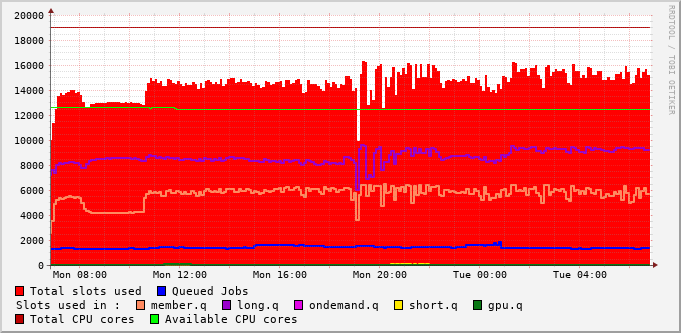 RRDTOOL / TOBI OETIKER
20000
18000
16000
14000
12000
10000
8000
6000
4000
2000
0
Mon 08:00 Mon 12:00 Mon 16:00 Mon 20:00 Tue 00:00 Tue 04:00
Total slots used Queued Jobs
Slots used in : member.q long.q ondemand.q short.q gpu.q
Total CPU cores Available CPU cores